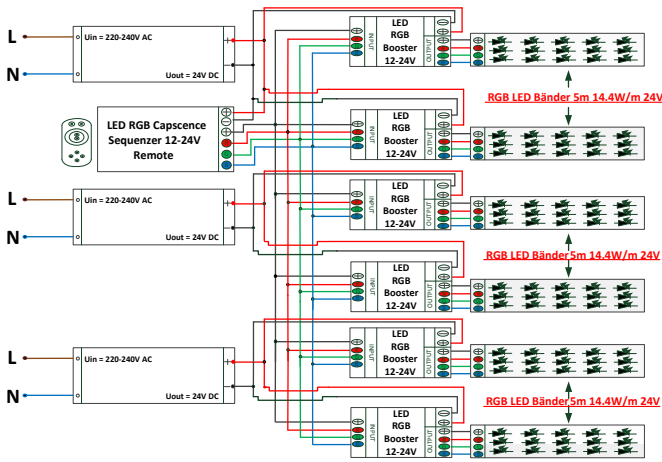 L
N
Uin = 220-240V AC
Uout = 24V DC
LED RGB Capscence
Sequenzer 12-24V
Remote
INPUT
LED
RGB
Booster
12-24V
OUTPUT
RGB LED Bänder 5m 14.4W/m 24V
INPUT
LED
RGB
Booster
12-24V
OUTPUT
L
N
Uin = 220-240V AC
Uout = 24V DC
INPUT
LED
RGB
Booster
12-24V
OUTPUT
RGB LED Bänder 5m 14.4W/m 24V
INPUT
LED
RGB
Booster
12-24V
OUTPUT
L
N
Uin = 220-240V AC
Uout = 24V DC
INPUT
LED
RGB
Booster
12-24V
OUTPUT
RGB LED Bänder 5m 14.4W/m 24V
INPUT
LED
RGB
Booster
12-24V
OUTPUT